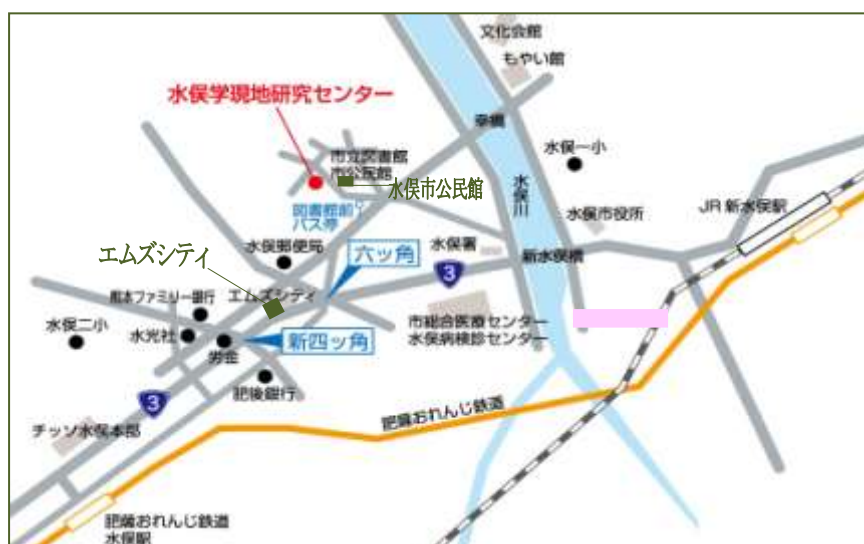 文化会館
もやい館
水俣学現地研究センター
幸橋
市立図書館
市公民館
水俣市公民館
水俣一小
水俣川
図書館前
バス停
水俣市役所
JR 新水俣駅
水俣郵便局
六ッ角
水俣署
新水俣橋
エムズシティ
3
熊本ファミリー銀行
エムズシティ
市総合医療センター
水俣病検診センター
水俣二小
水光社
労金
新四ッ角
肥後銀行
3
チッソ水俣本部
肥薩おれんじ鉄道
肥薩おれんじ鉄道
水俣駅